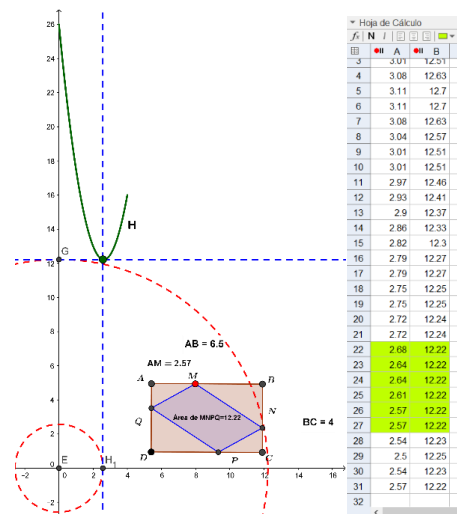 Hoja de Cálculo
fx N I
A B
3 3.01 12.51
4 3.08 12.63
5 3.11 12.7
6 3.11 12.7
7 3.08 12.63
8 3.04 12.57
9 3.01 12.51
10 3.01 12.51
11 2.97 12.46
12 2.93 12.41
13 2.9 12.37
14 2.86 12.33
15 2.82 12.3
16 2.79 12.27
17 2.79 12.27
18 2.75 12.25
19 2.75 12.25
20 2.72 12.24
21 2.72 12.24
22 2.68 12.22
23 2.64 12.22
24 2.64 12.22
25 2.61 12.22
26 2.57 12.22
27 2.57 12.22
28 2.54 12.23
29 2.5 12.25
30 2.54 12.23
31 2.57 12.22
32
26
24
22
20
18
16
14
H
G
12
10
8
AB = 6.5
AM = 2.57
6
A M B
4
Q Área de MNPQ=12.22 N
BC = 4
2
D P C
E H1
−2 0 2 4 6 8 10 12 14 16
0
−2